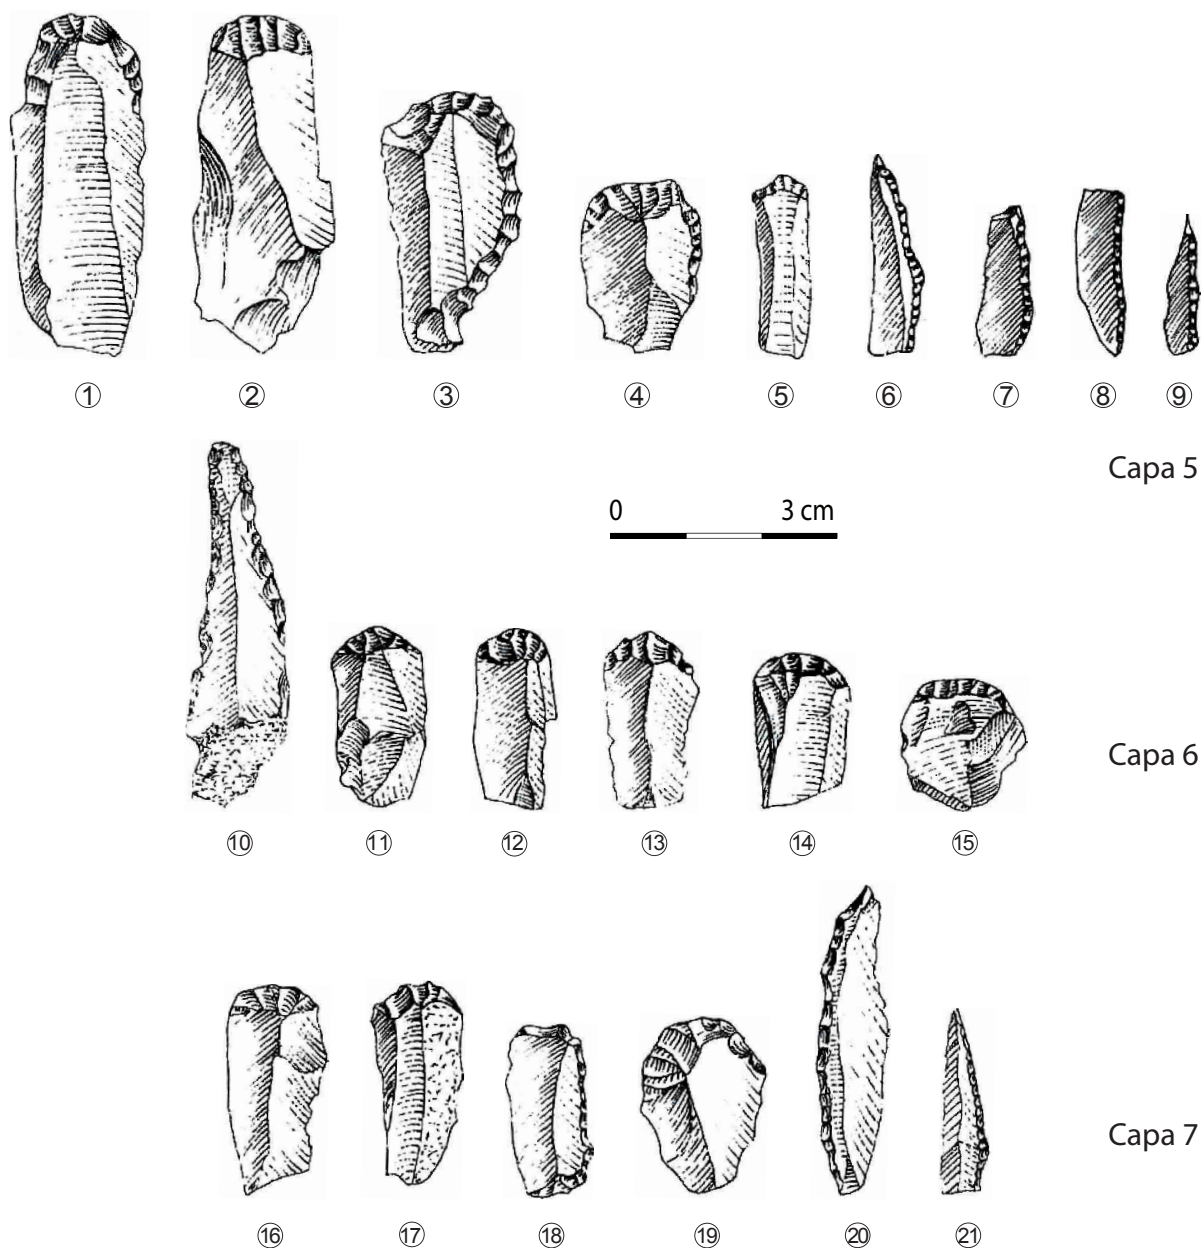 ① ② ③ ④ ⑤ ⑥ ⑦ ⑧ ⑨
Capa 5
0 3 cm
Capa 6
⑩ ⑪ ⑫ ⑬ ⑭ ⑮
Capa 7
⑯ ⑰ ⑱ ⑲ ⑳ ㉑